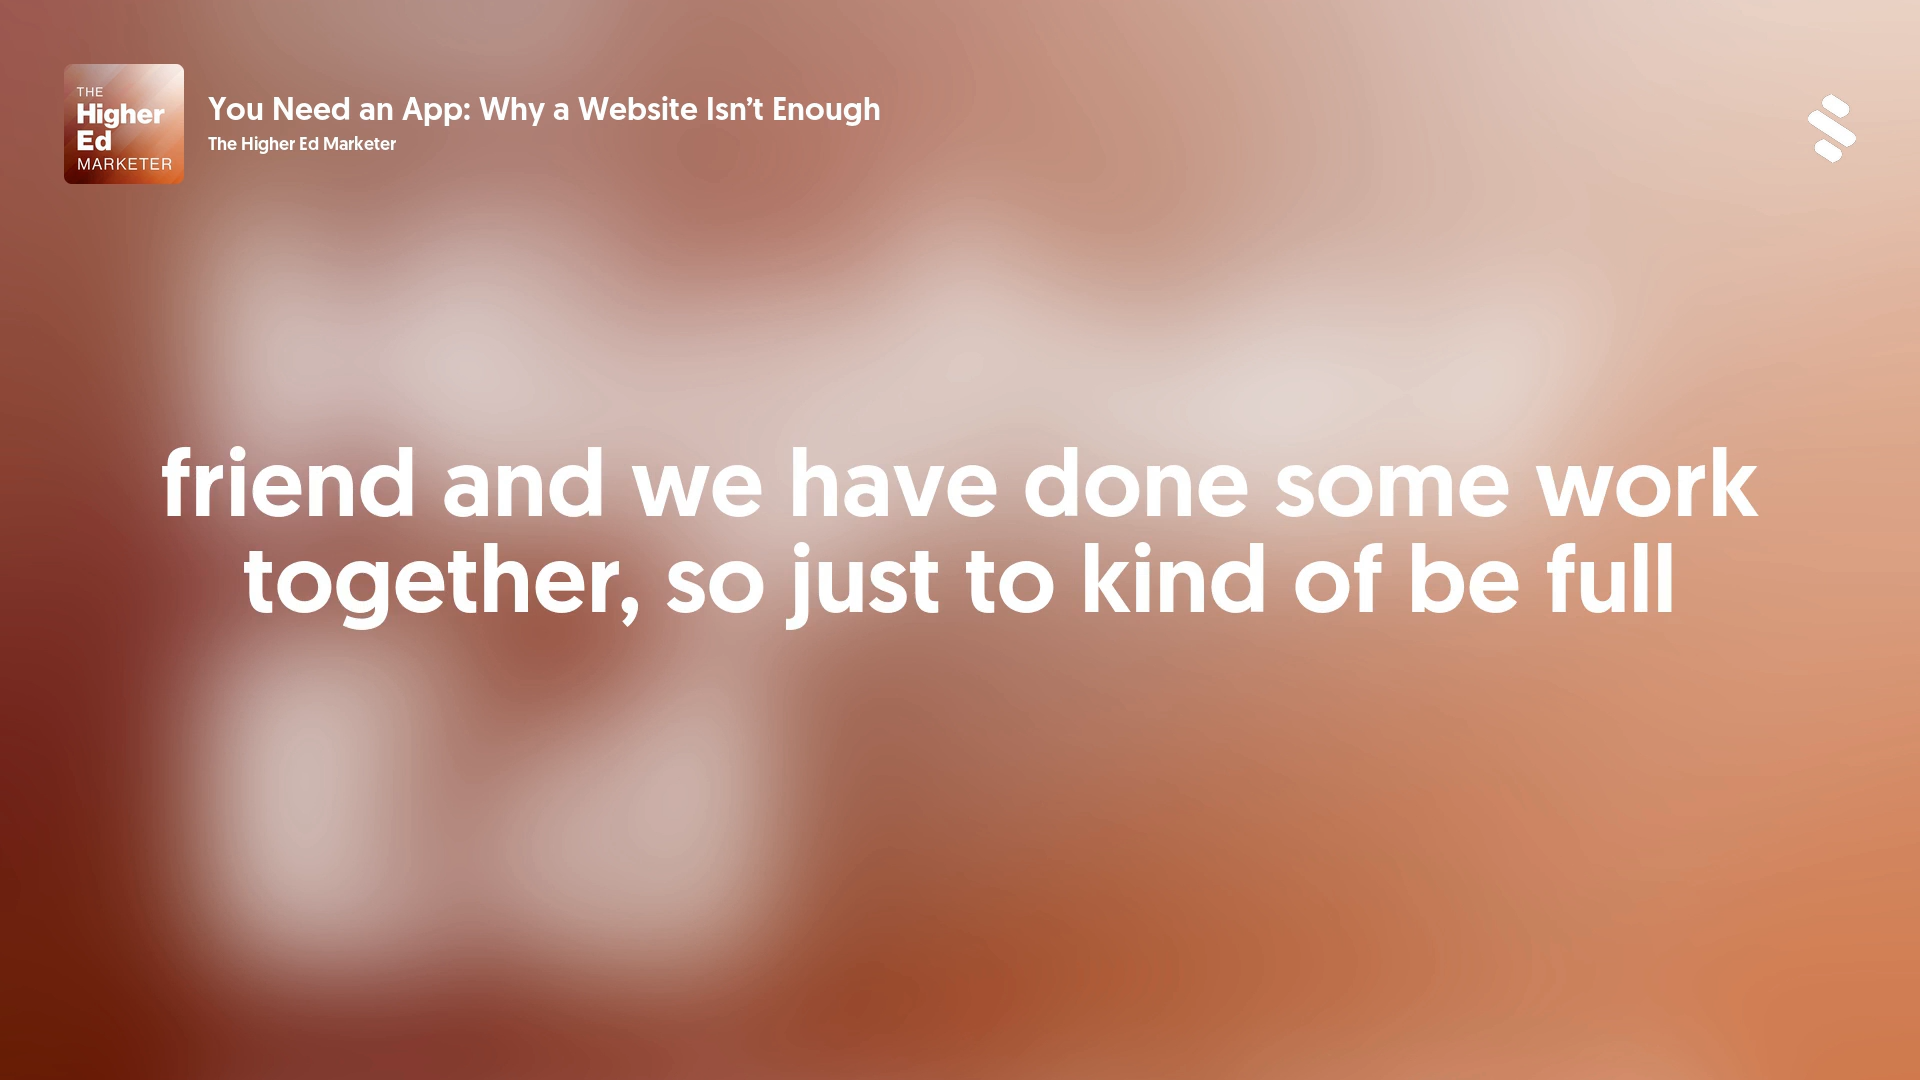 THE
Higher
Ed
MARKETER
You Need an App: Why a Website Isn’t Enough
The Higher Ed Marketer
friend and we have done some work
together, so just to kind of be full